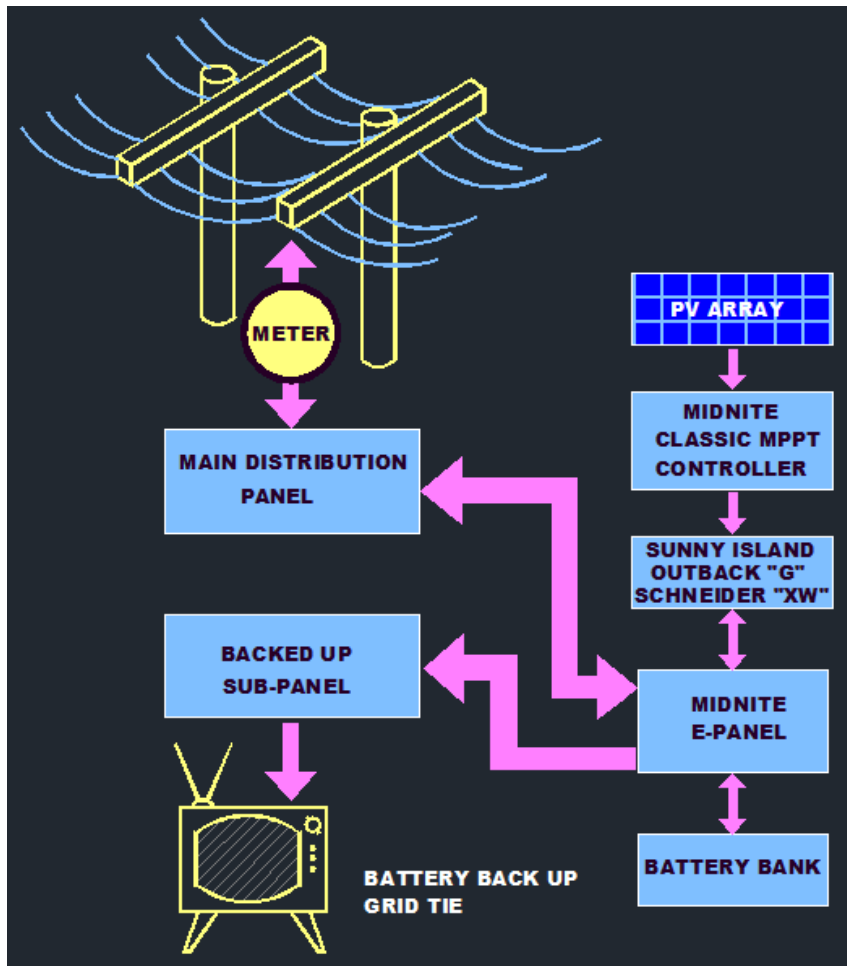 METER
PV ARRAY
MIDNITE
CLASSIC MPPT
CONTROLLER
MAIN DISTRIBUTION
PANEL
SUNNY ISLAND
OUTBACK "G"
SCHNEIDER "XW"
BACKED UP
SUB-PANEL
MIDNITE
E-PANEL
BATTERY BANK
BATTERY BACK UP
GRID TIE